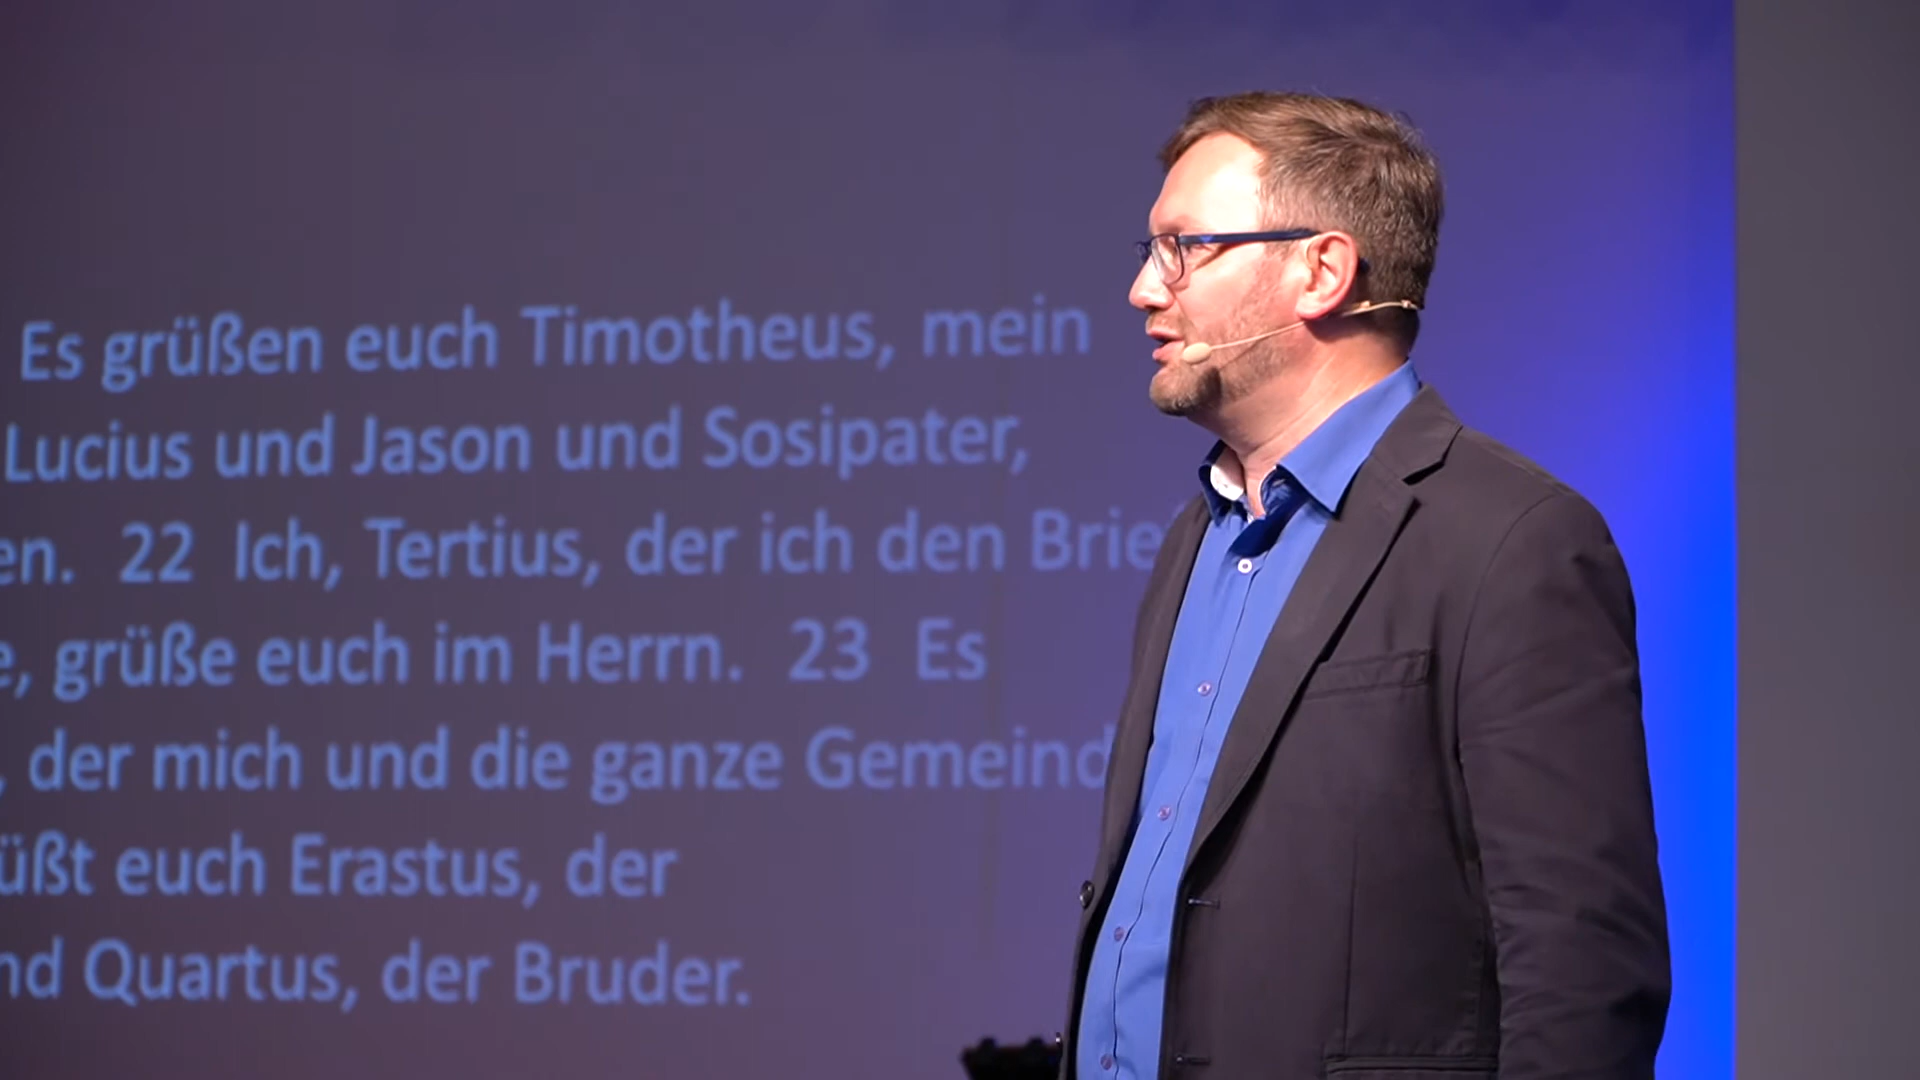 Es grüßen euch Timotheus, mein
Lucius und Jason und Sosipater,
en. 22 Ich, Tertius, der ich den Brief
e, grüße euch im Herrn. 23 Es
, der mich und die ganze Gemeind
üßt euch Erastus, der
nd Quartus, der Bruder.